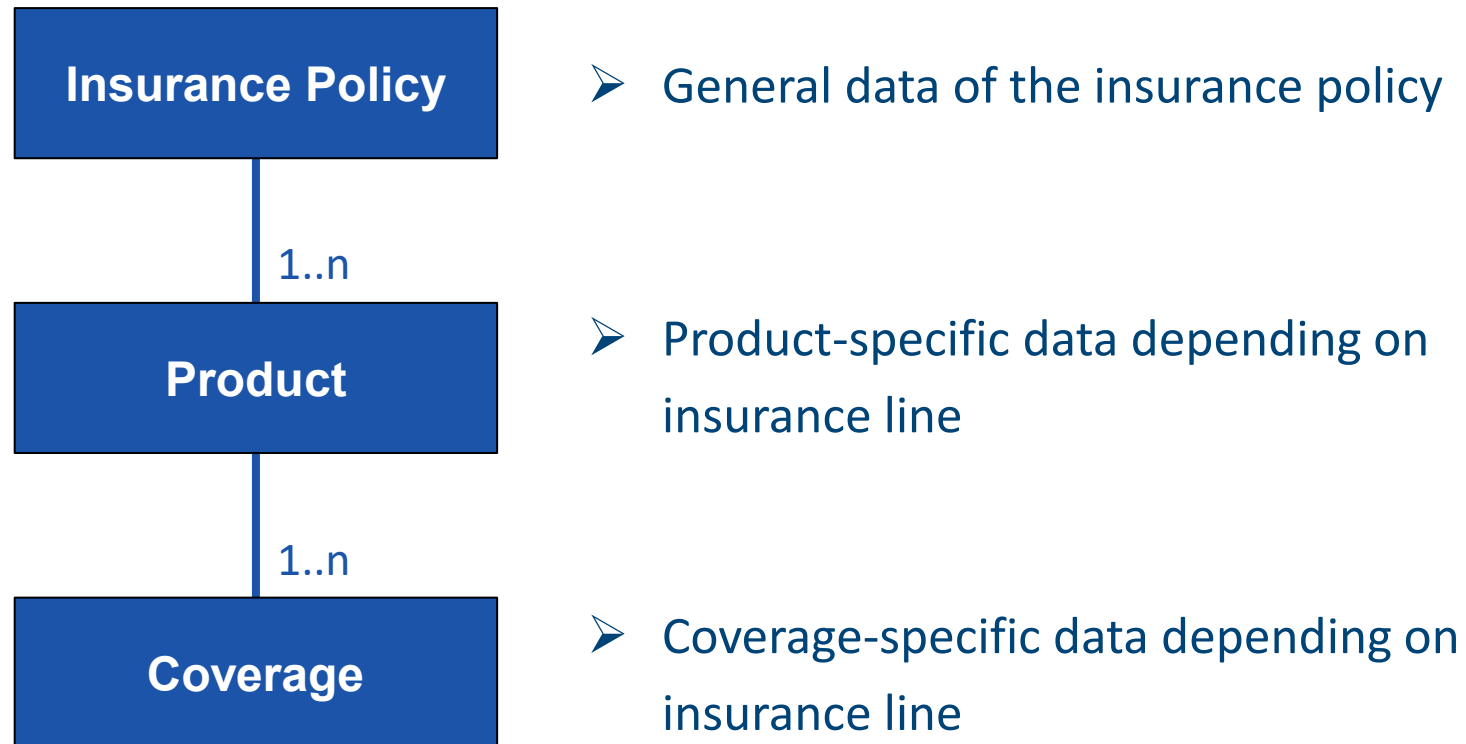 Insurance Policy
➢ General data of the insurance policy
1..n
Product
➢ Product-specific data depending on
insurance line
1..n
Coverage
➢ Coverage-specific data depending on
insurance line